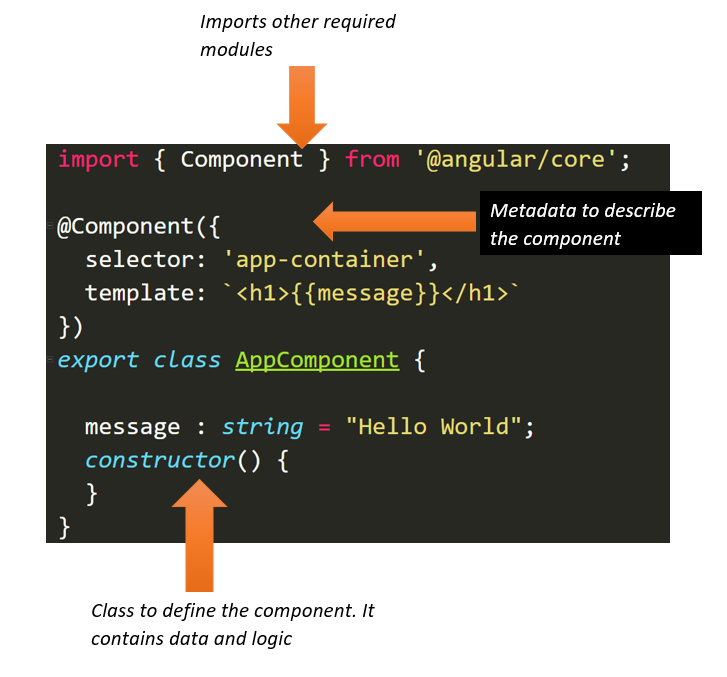 Imports other required
modules
import { Component } from '@angular/core';
@Component({
Metadata to describe
the component
selector: 'app-container',
template: `<h1>{{message}}</h1>`
})
export class AppComponent {
message : string = "Hello World";
constructor() {
}
}
Class to define the component. It
contains data and logic